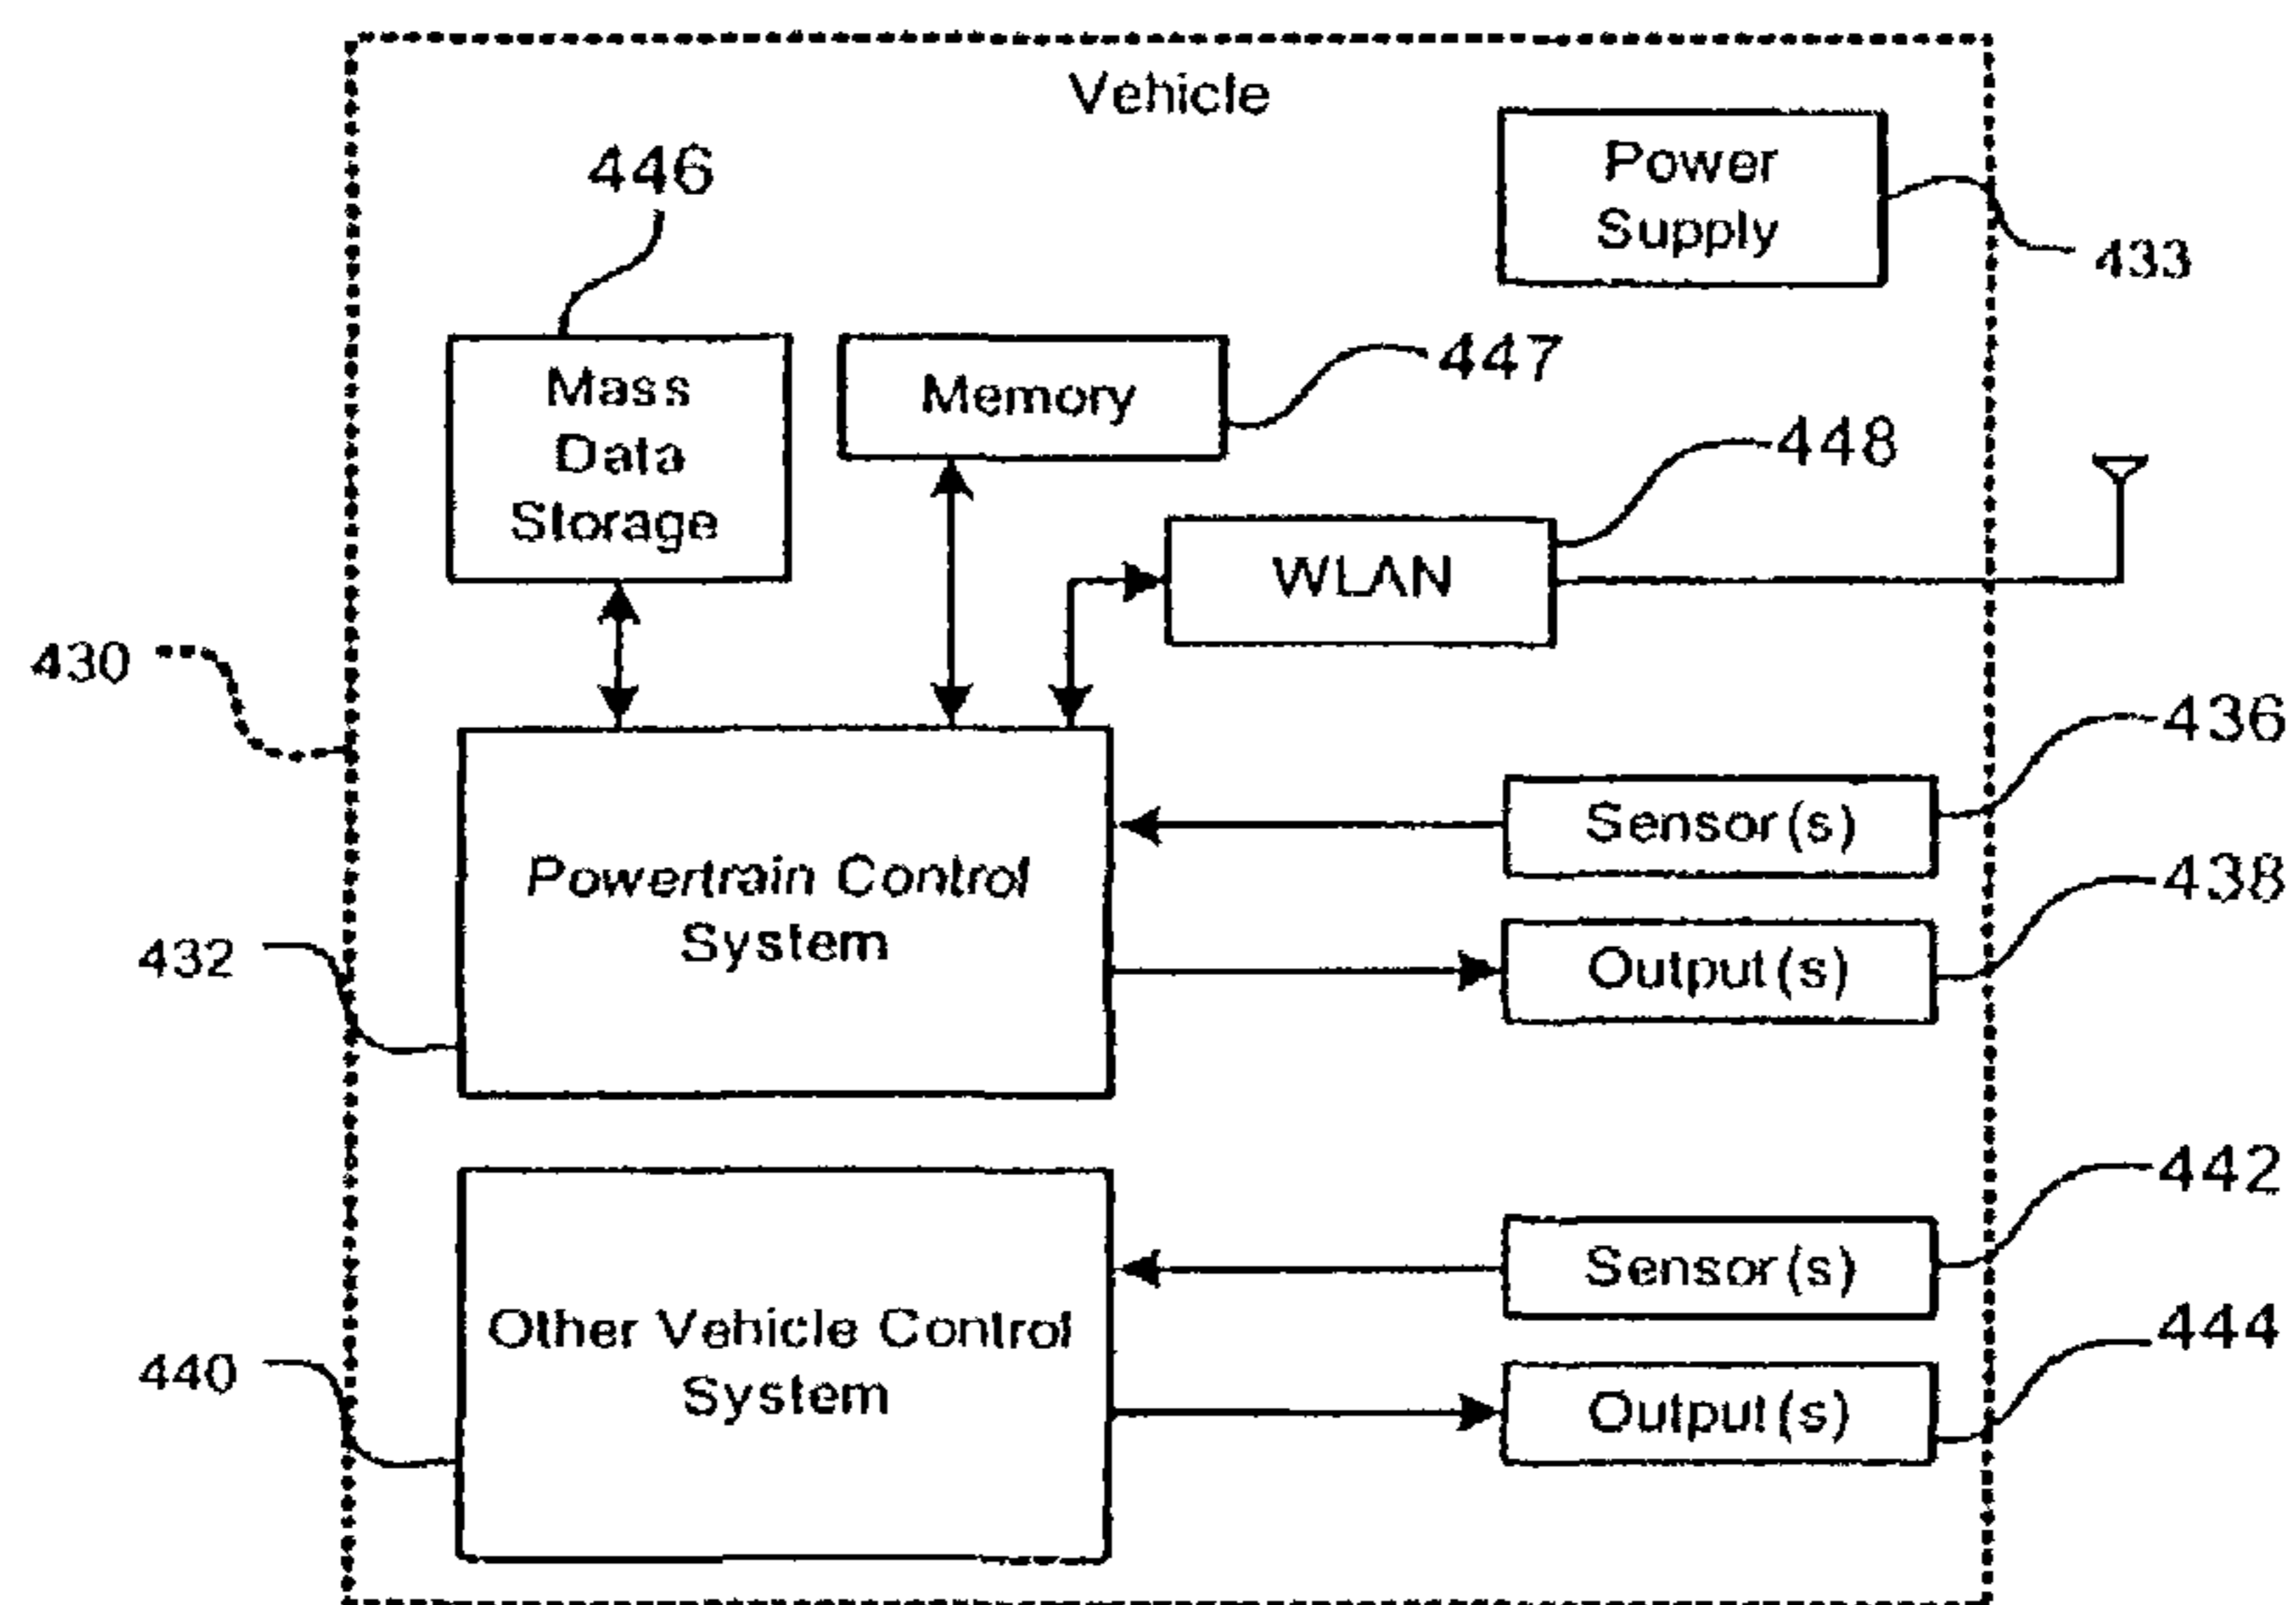 Vehicle
446
Power
Supply
433
Mass
Data
Storage
Memory
447
448
WLAN
430
436
Sensor(s)
Powertrain Control
System
438
Output(s)
432
442
Sensor(s)
Other Vehicle Control
System
444
Output(s)
440